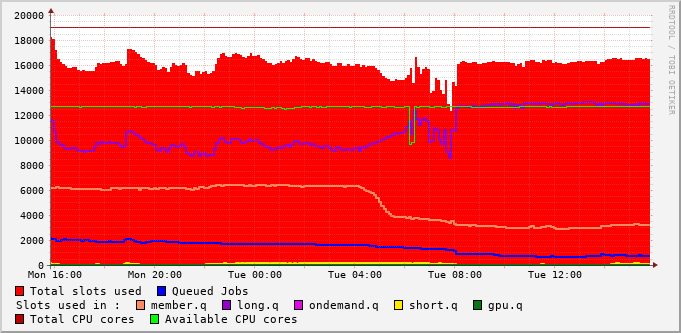 20000
18000
16000
14000
12000
10000
8000
6000
4000
2000
0
Mon 16:00 Mon 20:00 Tue 00:00 Tue 04:00 Tue 08:00 Tue 12:00
Total slots used Queued Jobs
Slots used in : member.q long.q ondemand.q short.q gpu.q
Total CPU cores Available CPU cores
RRDTOOL / TOBI OETIKER